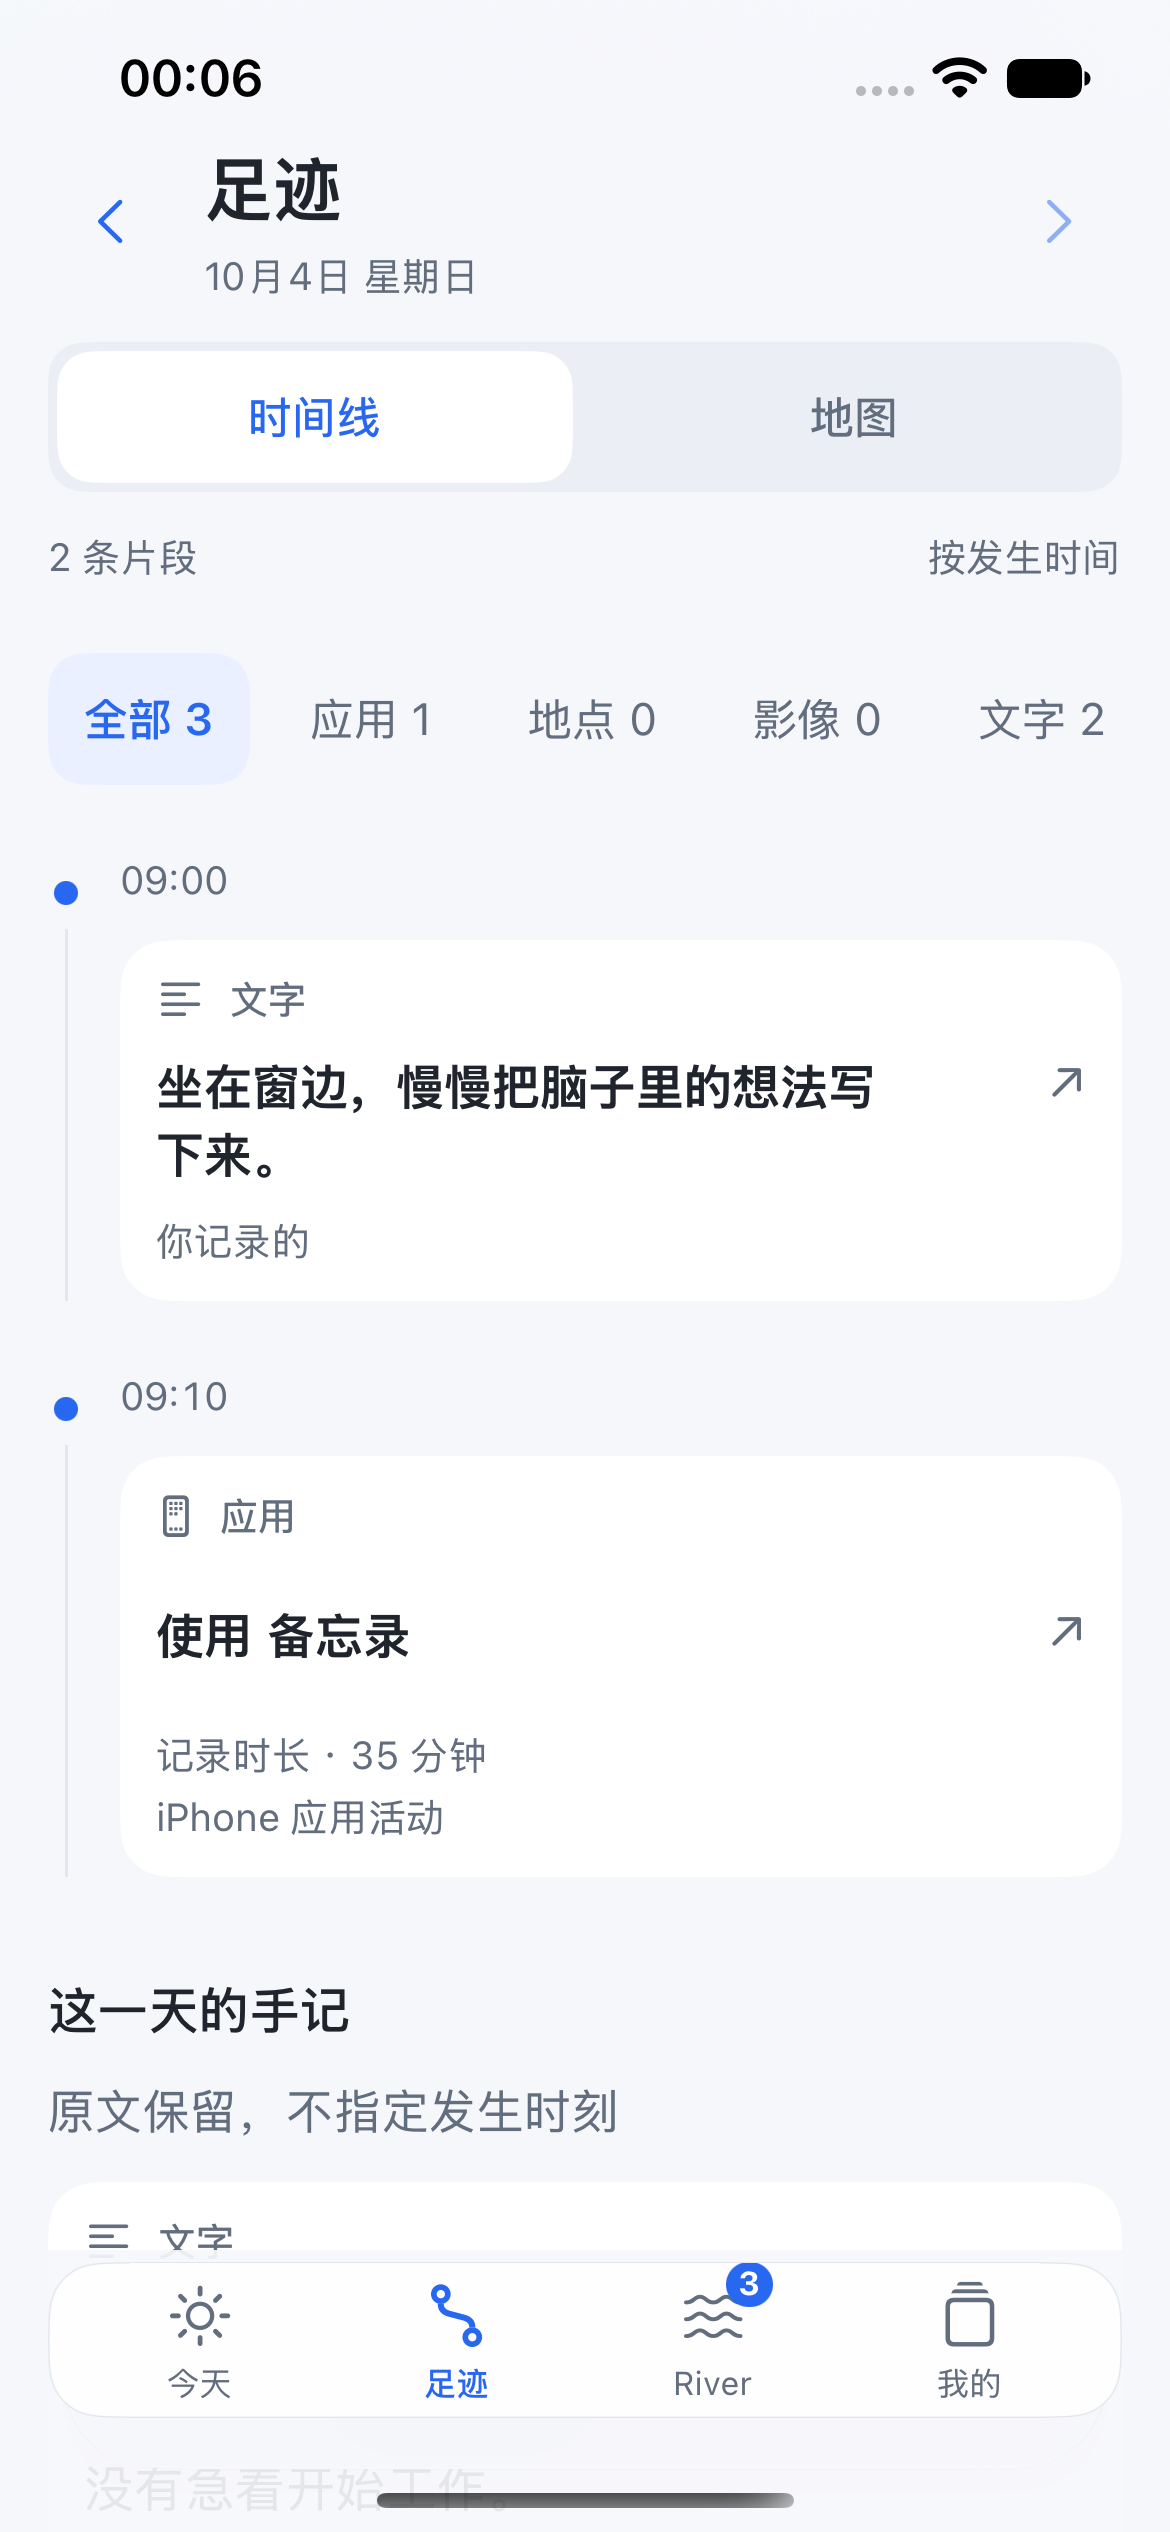 00:06
足迹
10月4日 星期日
时间线
地图
2 条片段
按发生时间
全部 3
应用 1
地点 0
影像 0
文字 2
09:00
文字
坐在窗边，慢慢把脑子里的想法写
下来。
你记录的
09:10
应用
使用 备忘录
记录时长 · 35 分钟
iPhone 应用活动
这一天的手记
原文保留，不指定发生时刻
文字
3
今天
足迹
River
我的
没有急着开始工作。